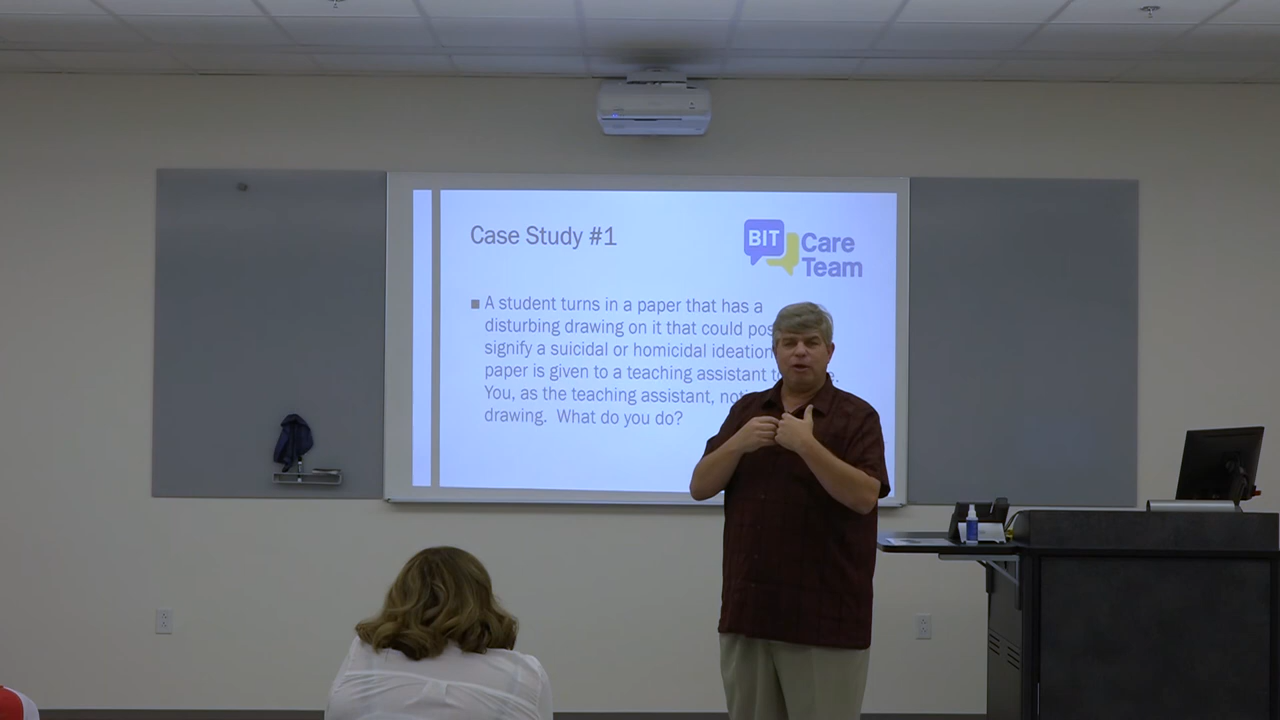 Case Study #1
BIT
Care
Team
A student turns in a paper that has a
disturbing drawing on it that could
signify a suicidal or homicidal ideation
paper is given to a teaching assistant
You, as the teaching assistant,
drawing. What do you do?